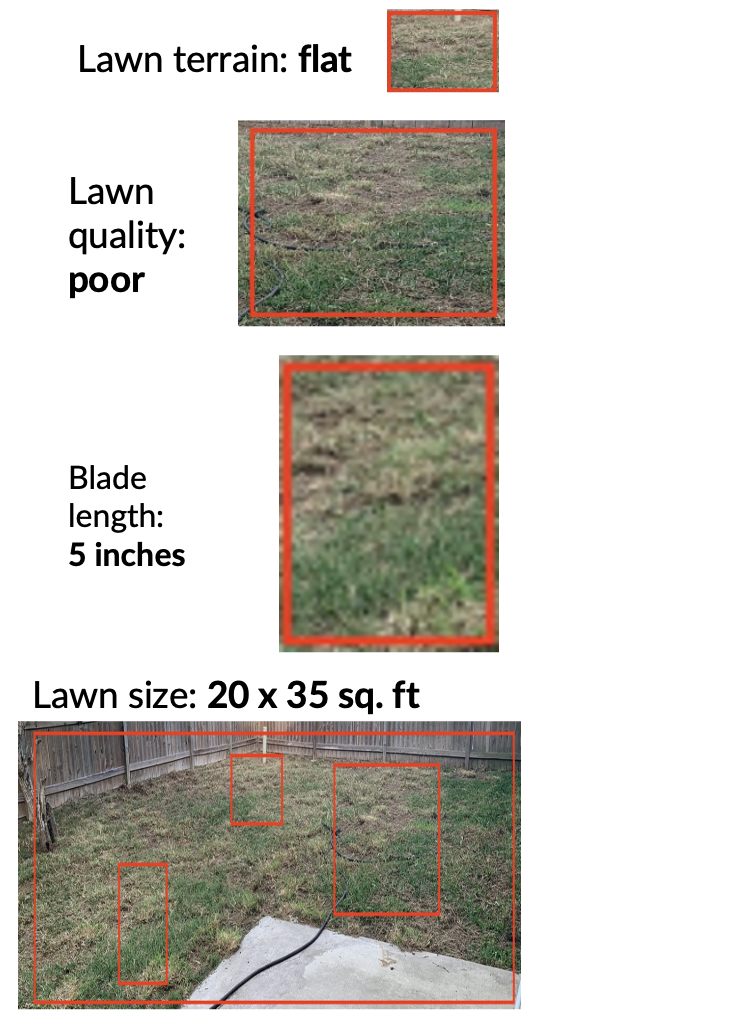 Lawn terrain: flat
Lawn
quality:
poor
Blade
length:
5 inches
Lawn size: 20 x 35 sq. ft